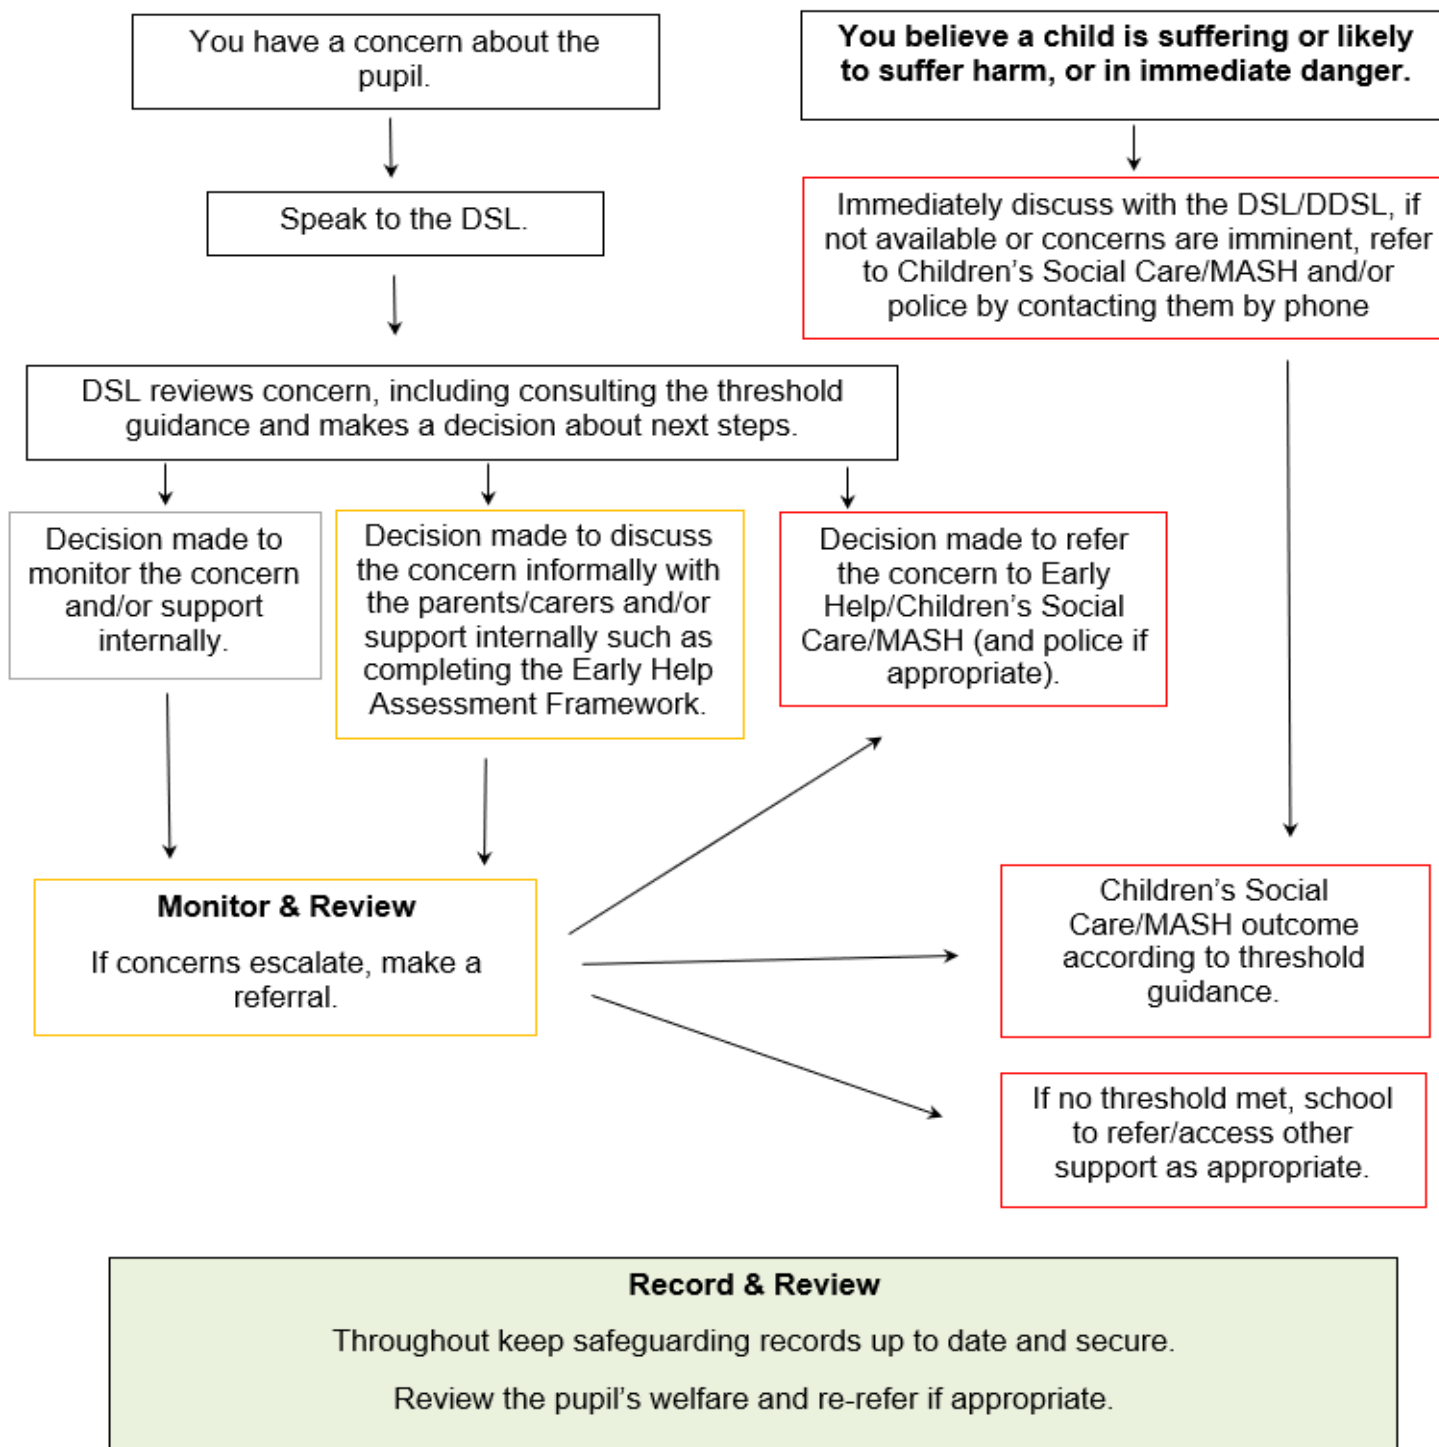 You have a concern about the
pupil.
You believe a child is suffering or likely
to suffer harm, or in immediate danger.
Speak to the DSL.
Immediately discuss with the DSL/DDSL, if
not available or concerns are imminent, refer
to Children’s Social Care/MASH and/or
police by contacting them by phone
DSL reviews concern, including consulting the threshold
guidance and makes a decision about next steps.
Decision made to
monitor the concern
and/or support
internally.
Decision made to discuss
the concern informally with
the parents/carers and/or
support internally such as
completing the Early Help
Assessment Framework.
Decision made to refer
the concern to Early
Help/Children’s Social
Care/MASH (and police if
appropriate).
Monitor & Review
If concerns escalate, make a
referral.
Children’s Social
Care/MASH outcome
according to threshold
guidance.
If no threshold met, school
to refer/access other
support as appropriate.
Record & Review
Throughout keep safeguarding records up to date and secure.
Review the pupil’s welfare and re-refer if appropriate.